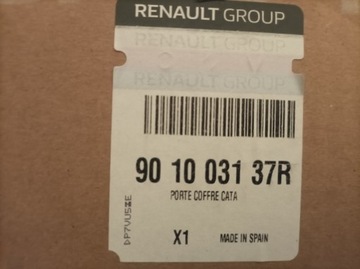 RENAULT GROUP
90 10 031 37R
PORTE COFFRE CATA
X1 MADE IN SPAIN